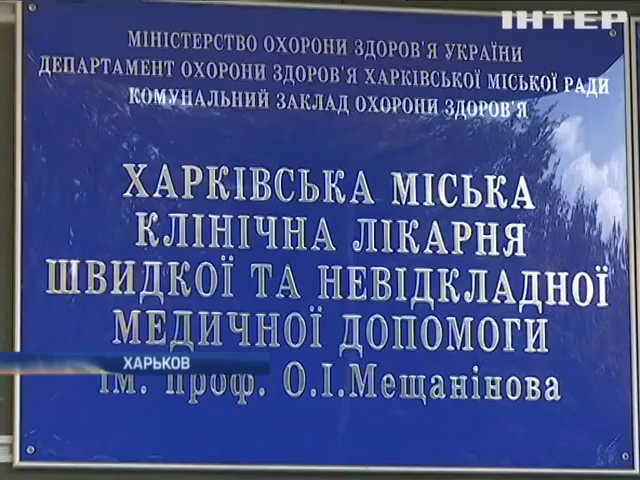 ІНТЕР
МІНІСТЕРСТВО ОХОРОНИ ЗДОРОВ'Я УКРАЇНИ
ДЕПАРТАМЕНТ ОХОРОНИ ЗДОРОВ'Я ХАРКІВСЬКОЇ МІСЬКОЇ РАДИ
КОМУНАЛЬНИЙ ЗАКЛАД ОХОРОНИ ЗДОРОВ'Я
ХАРКІВСЬКА МІСЬКА
КЛІНІЧНА ЛІКАРНЯ
ШВИДКОЇ ТА НЕВІДКЛАДНОЇ
МЕДИЧНОЇ ДОПОМОГИ
ХАРЬКОВ
ім. проф. О.І.Мещанінова